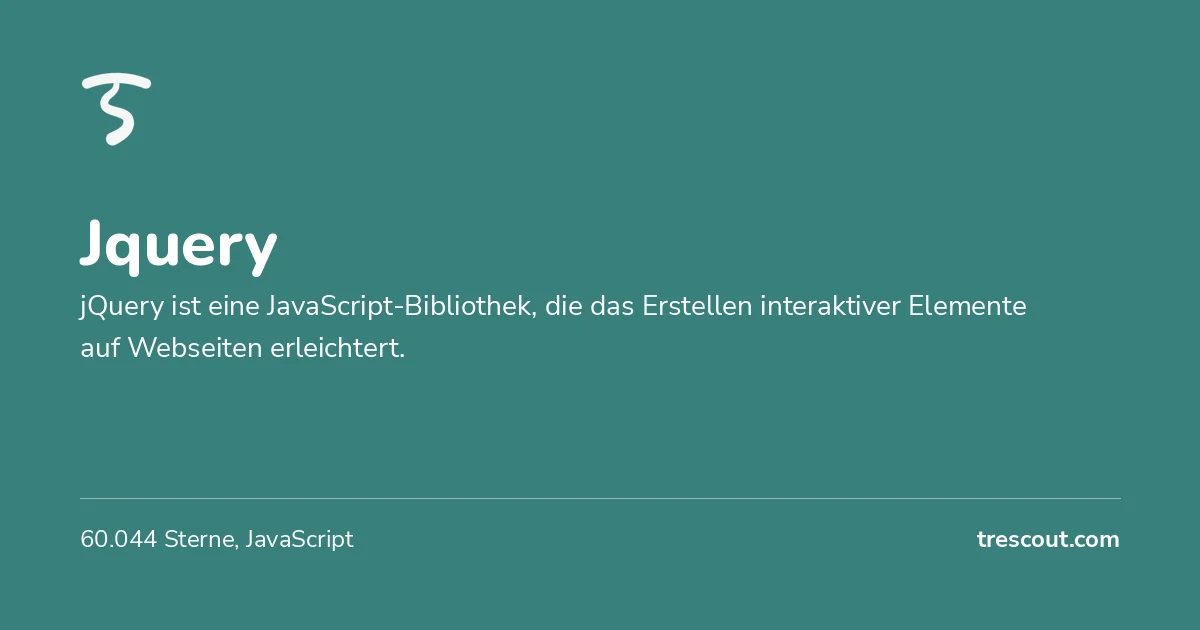 Jquery
jQuery ist eine JavaScript-Bibliothek, die das Erstellen interaktiver Elemente
auf Webseiten erleichtert.
60.044 Sterne, JavaScript
trescout.com